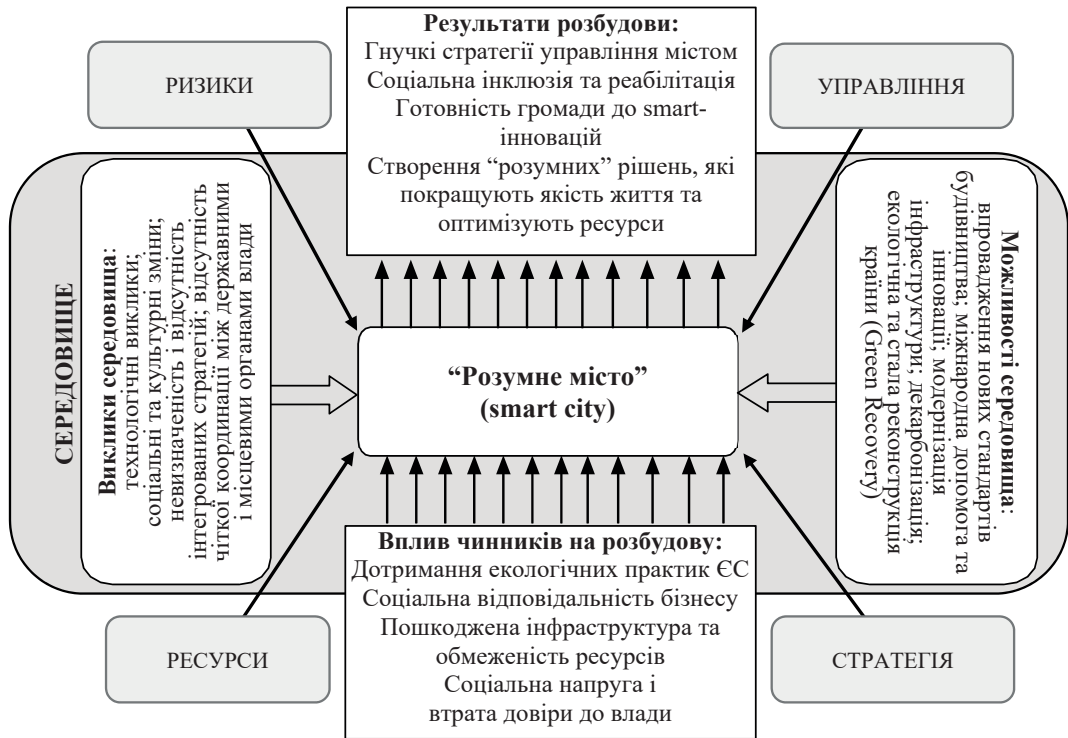 Результати розбудови:
Гнучкі стратегії управління містом
Соціальна інклюзія та реабілітація
Готовність громади до smart-
інновацій
Створення “розумних” рішень, які
покращують якість життя та
оптимізують ресурси
РИЗИКИ
УПРАВЛІННЯ
СЕРЕДОВИЩЕ
Виклики середовища:
технологічні виклики;
соціальні та культурні зміни;
невизначеність і відсутність
інтегрованих стратегій; відсутність
чіткої координації між державними
і місцевими органами влади
“Розумне місто”
(smart city)
Можливості середовища:
впровадження нових стандартів
будівництва; міжнародна допомога та
інновації; модернізація
інфраструктури; декарбонізація;
екологічна та стала реконструкція
країни (Green Recovery)
Вплив чинників на розбудову:
Дотримання екологічних практик ЄС
Соціальна відповідальність бізнесу
Пошкоджена інфраструктура та
обмеженість ресурсів
Соціальна напруга і
втрата довіри до влади
РЕСУРСИ
СТРАТЕГІЯ